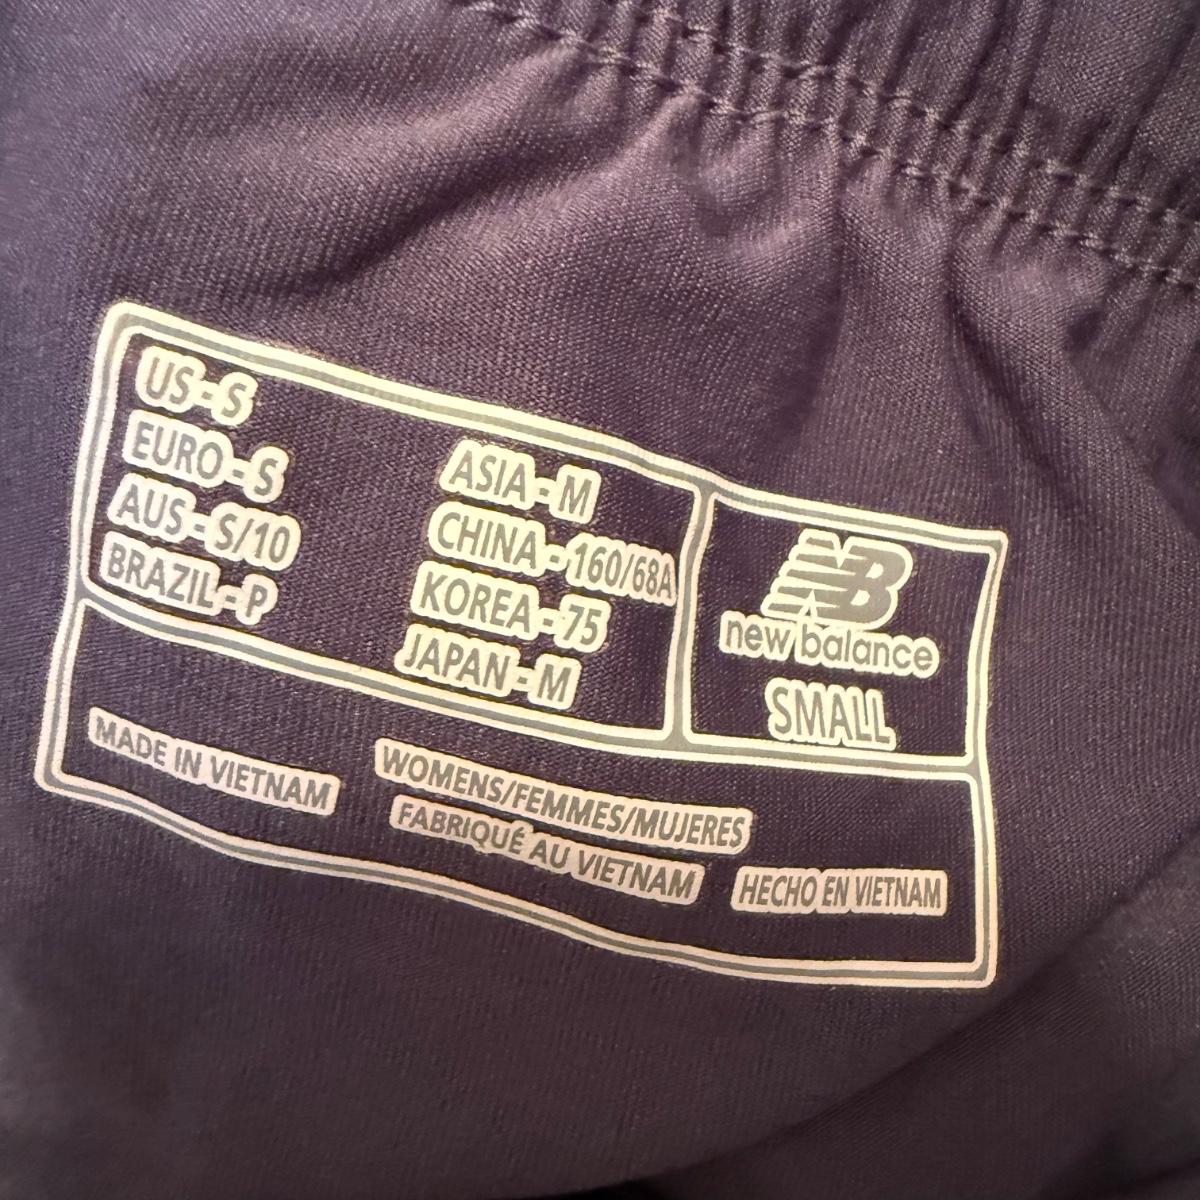 US - S
EURO - S
AUS - S/10
BRAZIL - P
ASIA - M
CHINA - 160/68A
KOREA - 75
JAPAN - M
NB
new balance
SMALL
MADE IN VIETNAM
WOMENS/FEMMES/MUJERES
FABRIQUÉ AU VIETNAM
HECHO EN VIETNAM